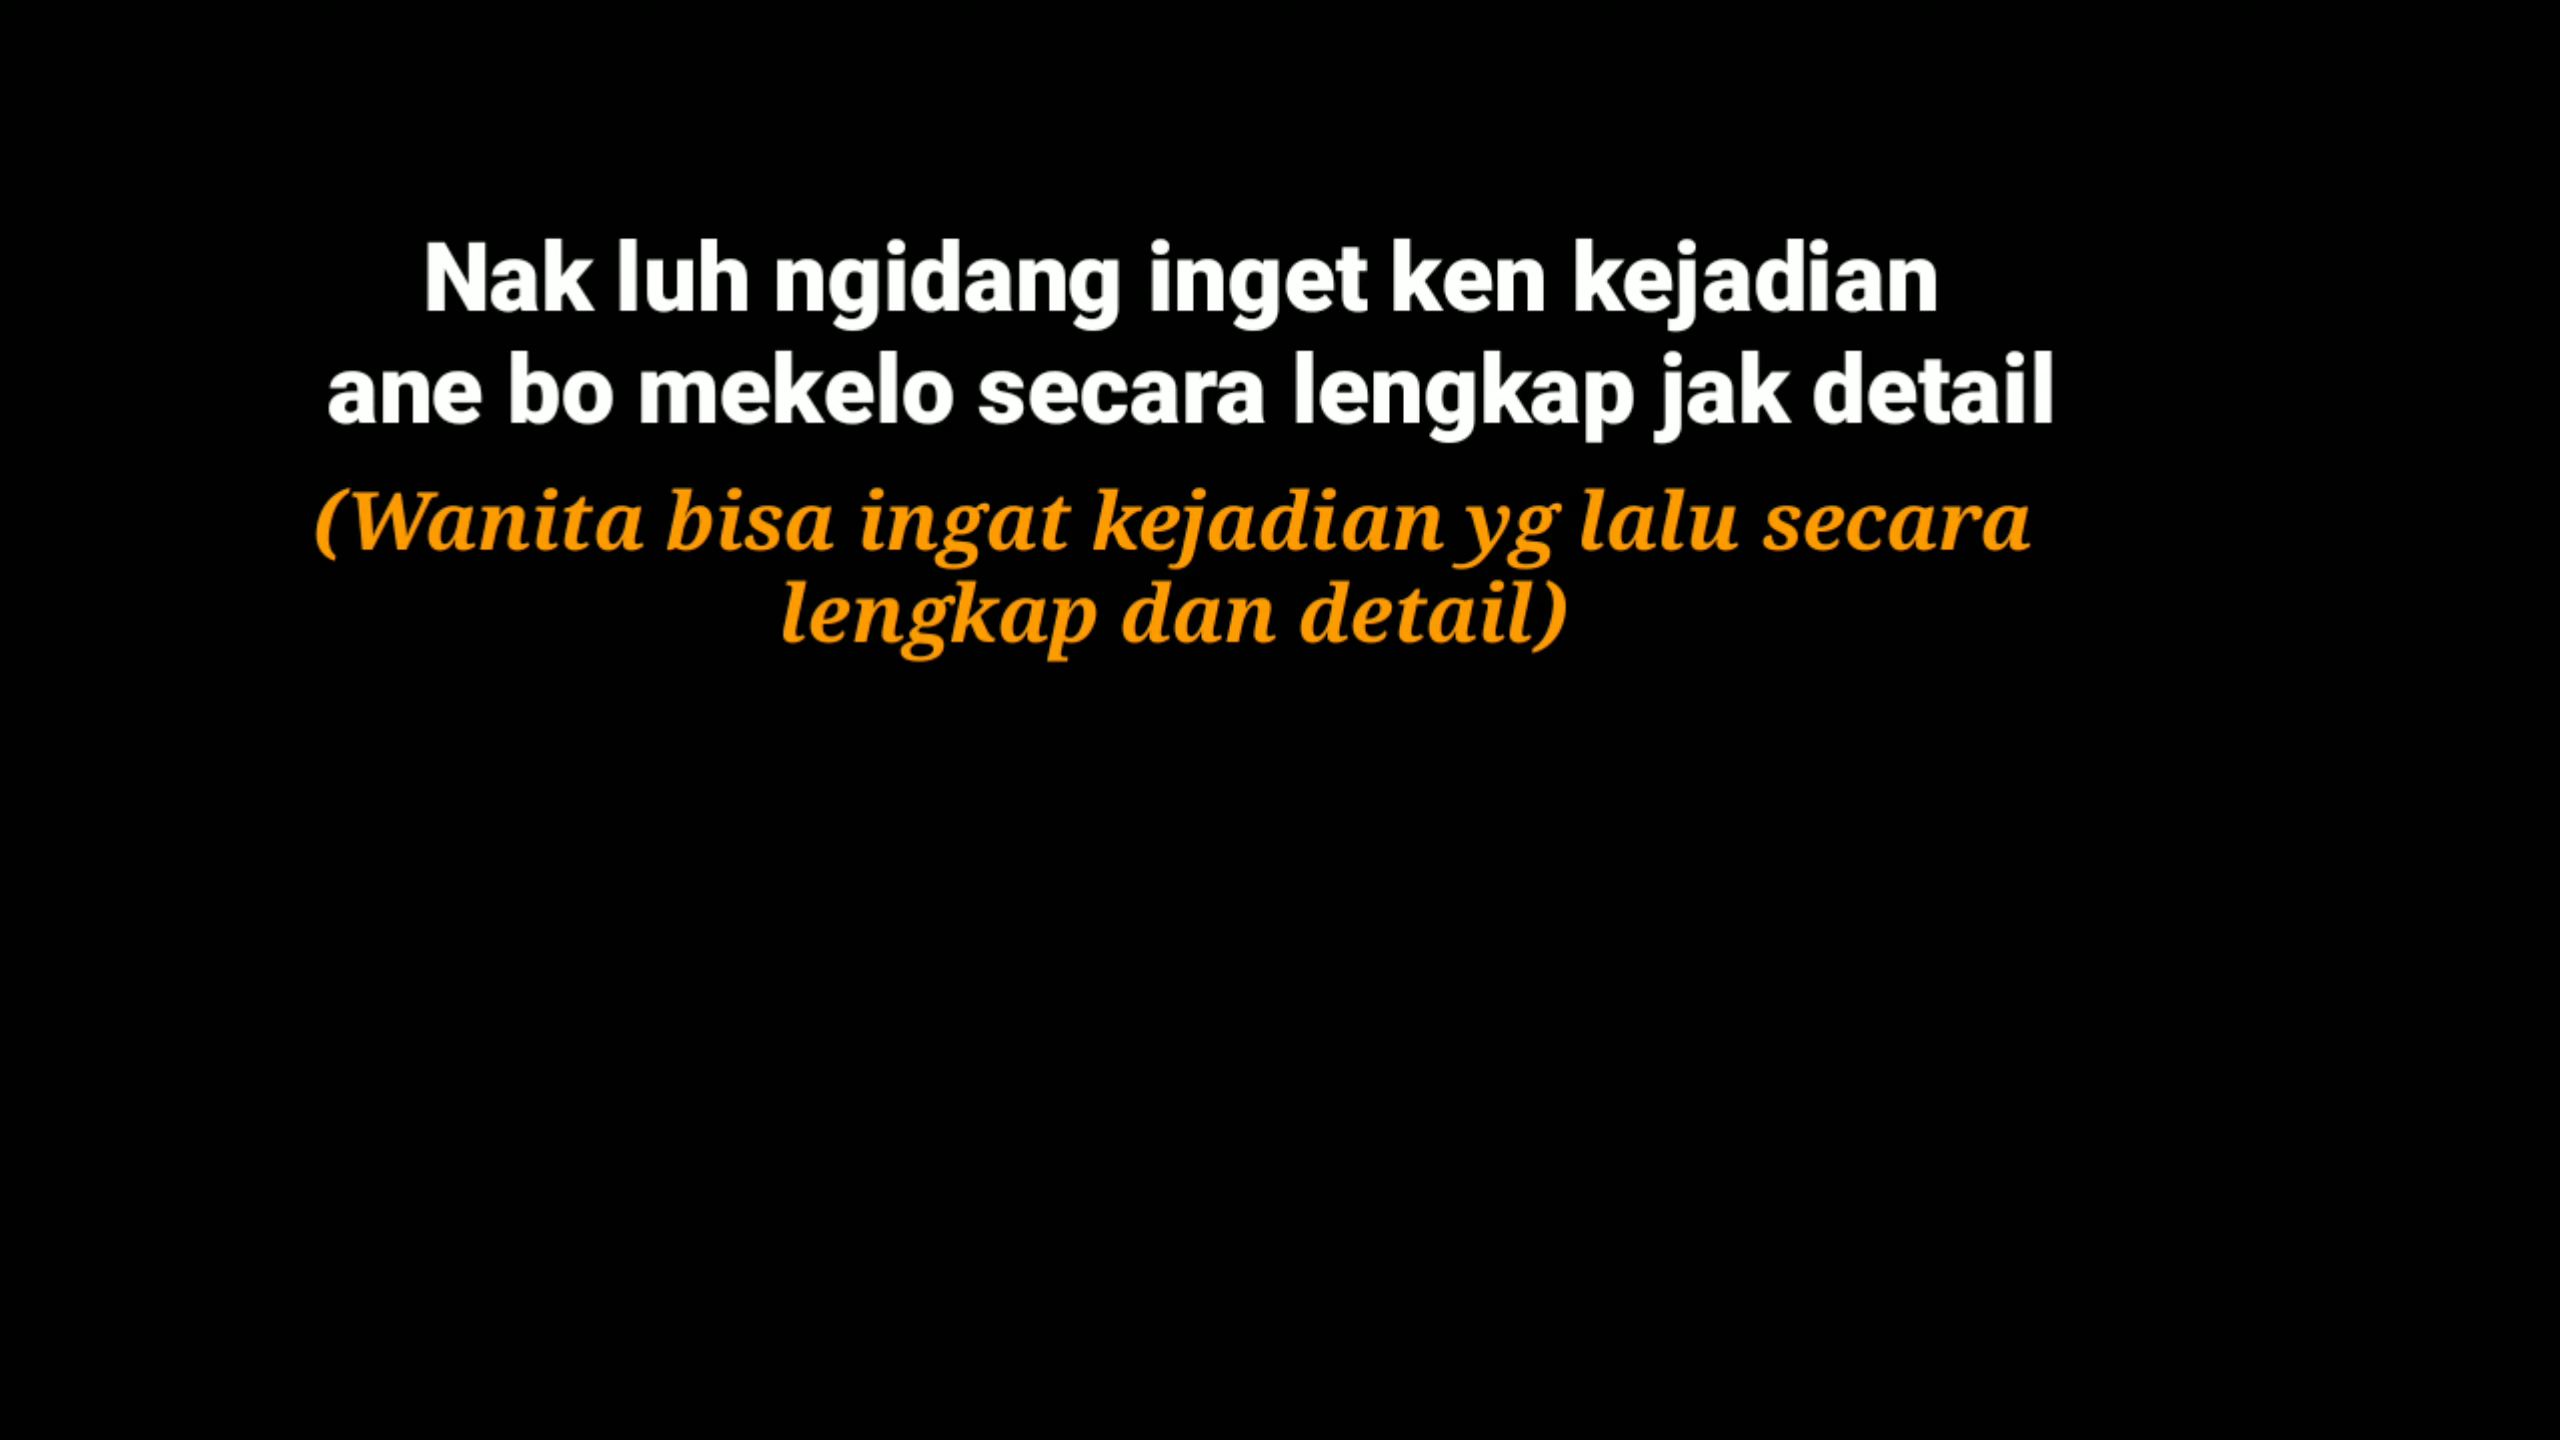 Nak luh ngidang inget ken kejadian
ane bo mekelo secara lengkap jak detail
(Wanita bisa ingat kejadian yg lalu secara
lengkap dan detail)